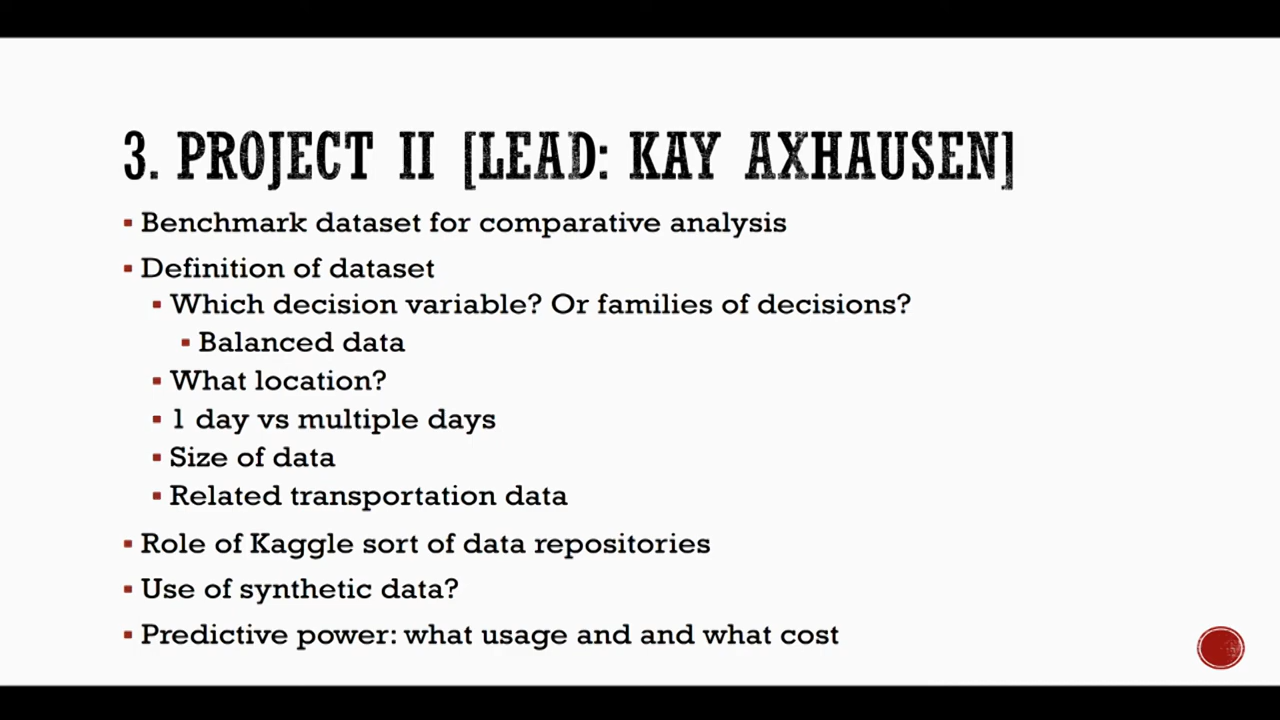 3. PROJECT II [LEAD: KAY AXHAUSEN]
▪ Benchmark dataset for comparative analysis
▪ Definition of dataset
▪ Which decision variable? Or families of decisions?
▪ Balanced data
▪ What location?
▪ 1 day vs multiple days
▪ Size of data
▪ Related transportation data
▪ Role of Kaggle sort of data repositories
▪ Use of synthetic data?
▪ Predictive power: what usage and and what cost